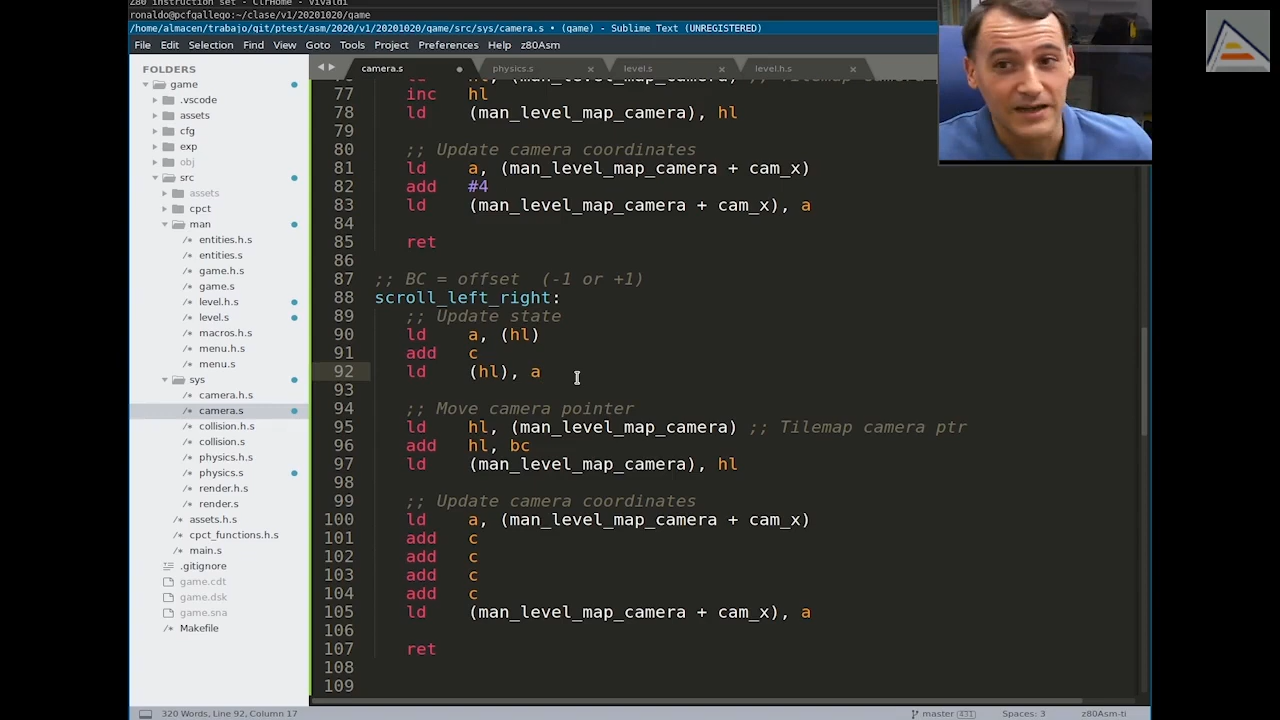 Z80 instruction set - ClrHome - Vivaldi
ronaldo@pcfgallego:~/clase/v1/20201020/game
/home/almacen/trabajo/git/ptest/asm/2020/v1/20201020/game/src/sys/camera.s • (game) - Sublime Text (UNREGISTERED)
File Edit Selection Find View Goto Tools Project Preferences Help z80Asm
FOLDERS
game
.vscode
assets
cfg
exp
obj
src
assets
cpct
man
entities.h.s
entities.s
game.h.s
game.s
level.h.s
level.s
macros.h.s
menu.h.s
menu.s
sys
camera.h.s
camera.s
collision.h.s
collision.s
physics.h.s
physics.s
render.h.s
render.s
assets.h.s
cpct_functions.h.s
main.s
.gitignore
game.cdt
game.dsk
game.sna
Makefile
camera.s physics.s level.s level.h.s
77 inc hl
78 ld (man_level_map_camera), hl
79
80 ;; Update camera coordinates
81 ld a, (man_level_map_camera + cam_x)
82 add #4
83 ld (man_level_map_camera + cam_x), a
84
85 ret
86
87 ;; BC = offset (-1 or +1)
88 scroll_left_right:
89 ;; Update state
90 ld a, (hl)
91 add c
92 ld (hl), a
93
94 ;; Move camera pointer
95 ld hl, (man_level_map_camera) ;; Tilemap camera ptr
96 add hl, bc
97 ld (man_level_map_camera), hl
98
99 ;; Update camera coordinates
100 ld a, (man_level_map_camera + cam_x)
101 add c
102 add c
103 add c
104 add c
105 ld (man_level_map_camera + cam_x), a
106
107 ret
108
109
320 Words, Line 92, Column 17 master 431 Spaces: 3 z80Asm-ti